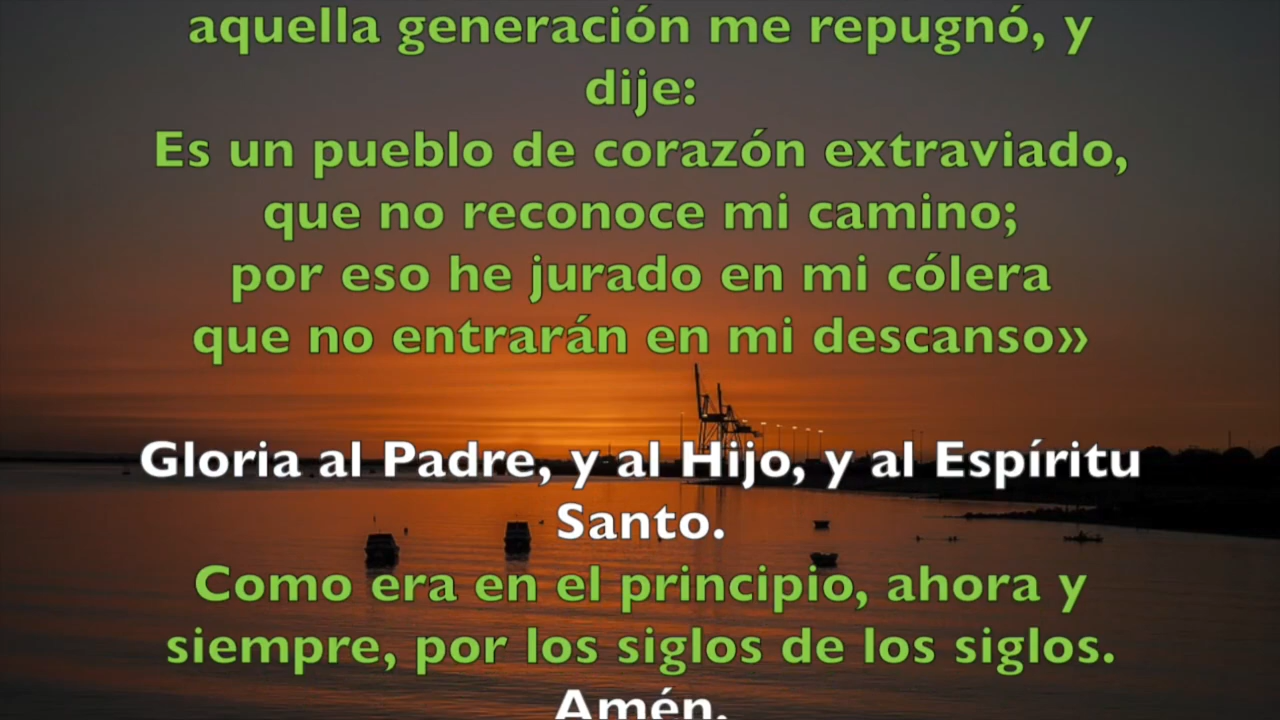 aquella generación me repugnó, y
dije:
Es un pueblo de corazón extraviado,
que no reconoce mi camino;
por eso he jurado en mi cólera
que no entrarán en mi descanso»
Gloria al Padre, y al Hijo, y al Espíritu
Santo.
Como era en el principio, ahora y
siempre, por los siglos de los siglos.
Amén.